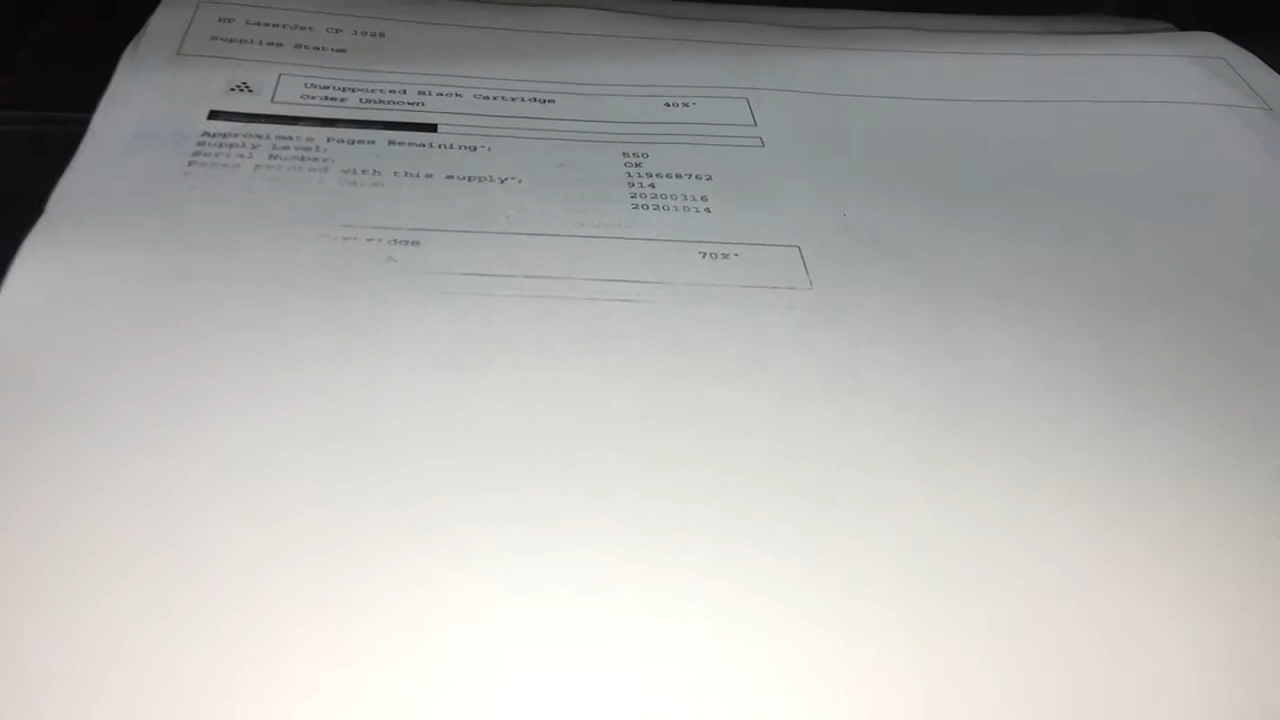 HP LaserJet CP 1025
Supplies Status
Unsupported Black Cartridge 40%*
Order Unknown
Approximate Pages Remaining*: 550
Supply Level: OK
Serial Number: 119668762
Pages printed with this supply*: 914
20200316
20201014
70%*